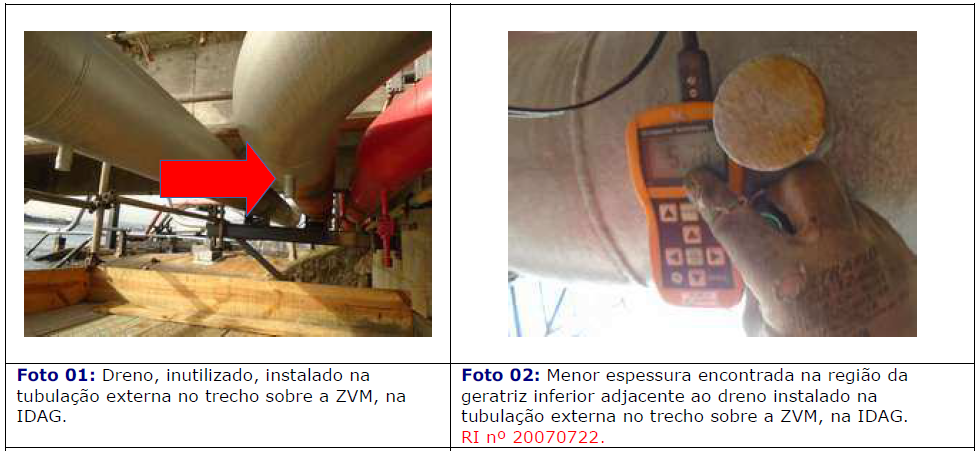 Foto 01: Dreno, inutilizado, instalado na
tubulação externa no trecho sobre a ZVM, na
IDAG.
Foto 02: Menor espessura encontrada na região da
geratriz inferior adjacente ao dreno instalado na
tubulação externa no trecho sobre a ZVM, na IDAG.
RI nº 20070722.